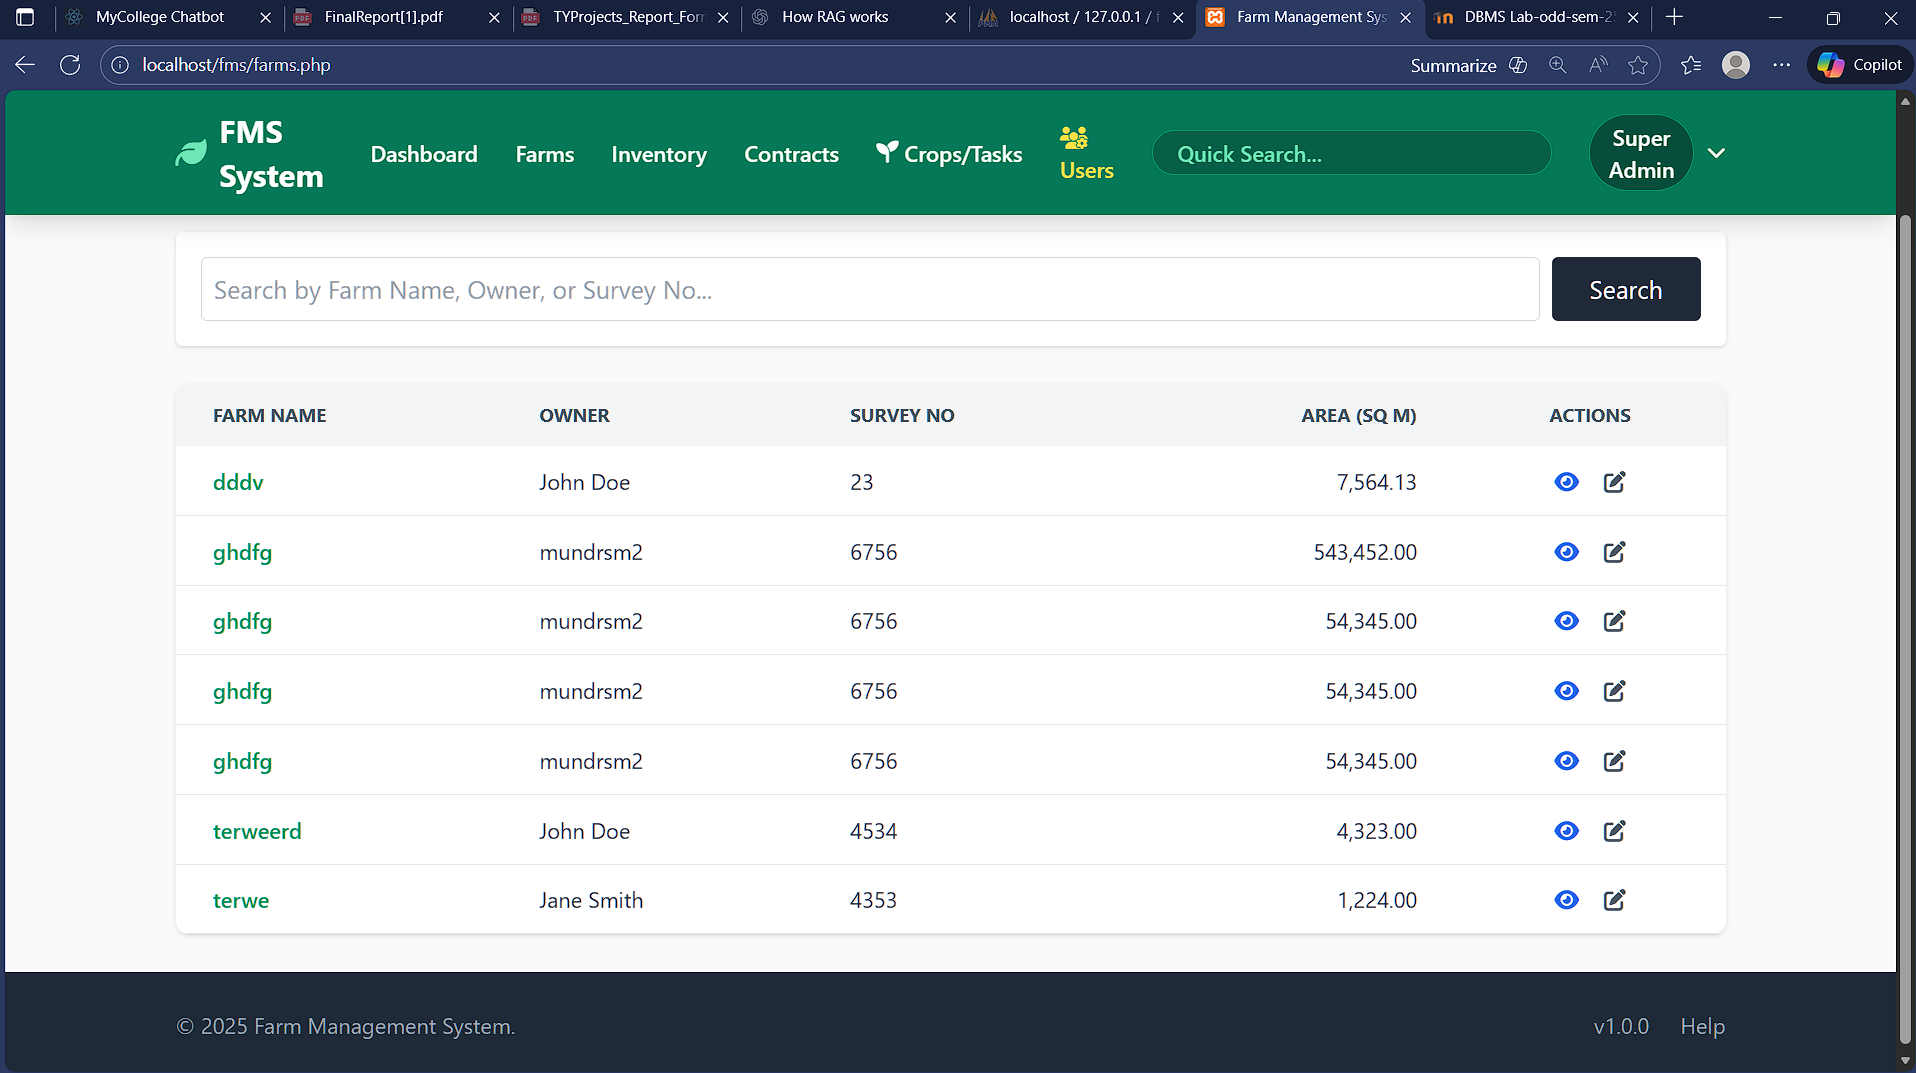 MyCollege Chatbot
FinalReport[1].pdf
TYProjects_Report_For
How RAG works
localhost / 127.0.0.1 / f
Farm Management Sys
DBMS Lab-odd-sem-25
localhost/fms/farms.php
Summarize
Copilot
FMS System
Dashboard
Farms
Inventory
Contracts
Crops/Tasks
Users
Quick Search...
Super Admin
Search by Farm Name, Owner, or Survey No...
Search
FARM NAME OWNER SURVEY NO AREA (SQ M) ACTIONS
dddv John Doe 23 7,564.13
ghdfg mundrsm2 6756 543,452.00
ghdfg mundrsm2 6756 54,345.00
ghdfg mundrsm2 6756 54,345.00
ghdfg mundrsm2 6756 54,345.00
terweerd John Doe 4534 4,323.00
terwe Jane Smith 4353 1,224.00
© 2025 Farm Management System.
v1.0.0 Help